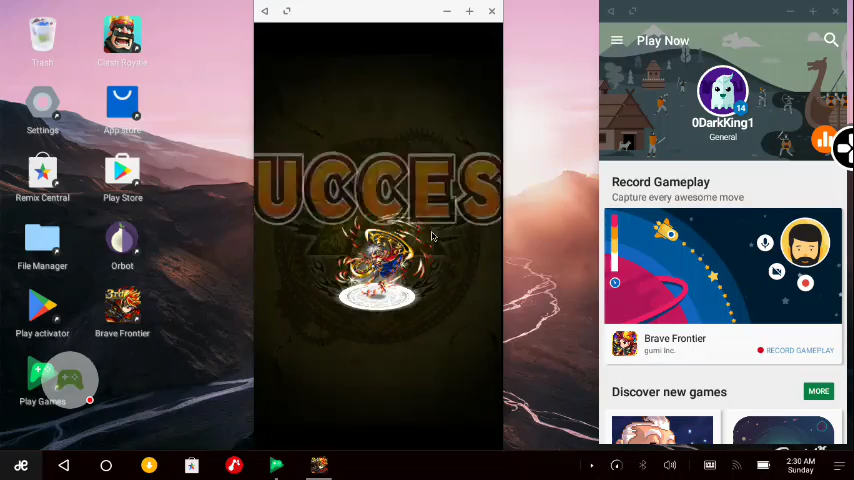 Trash
Clash Royale
Settings
App store
Remix Central
Play Store
File Manager
Orbot
Play activator
3rd
Brave Frontier
Play Games
UCCES
Play Now
14
0DarkKing1
General
Record Gameplay
Capture every awesome move
Brave Frontier
gumi Inc.
RECORD GAMEPLAY
Discover new games
MORE
2:30 AM
Sunday